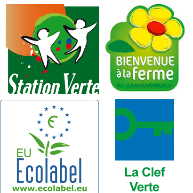 Station Verte
BIENVENUE
à la ferme
€
EU
Ecolabel
www.ecolabel.eu
La Clef
Verte